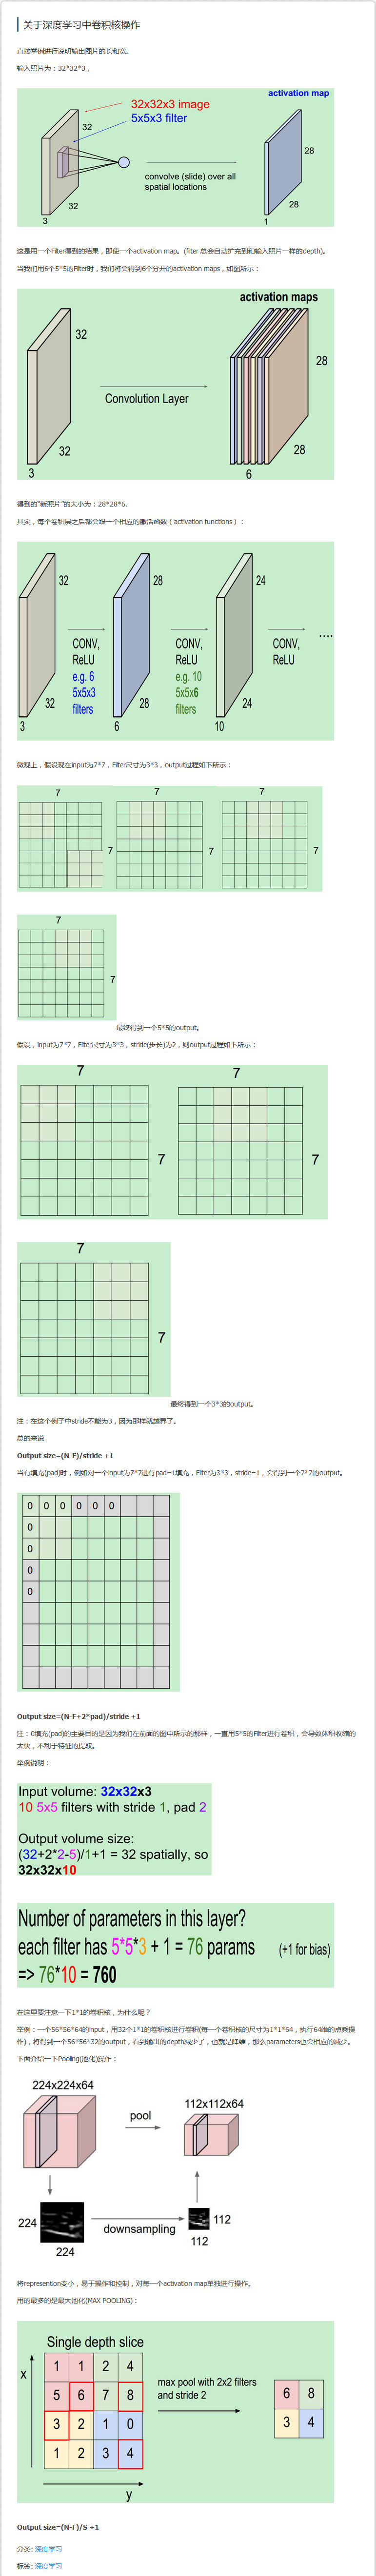 关于深度学习中卷积核操作
直接举例进行说明输出图片的长和宽。
输入照片为：32*32*3，
activation map
32x32x3 image
5x5x3 filter
32
32
3
convolve (slide) over all
spatial locations
28
28
1
这是用一个Filter得到的结果，即使一个activation map。(filter 总会自动扩充到和输入照片一样的depth)。
当我们用6个5*5的Filter时，我们将会得到6个分开的activation maps，如图所示：
activation maps
32
32
3
Convolution Layer
28
28
6
得到的"新照片"的大小为：28*28*6.
其实，每个卷积层之后都会跟一个相应的激活函数（activation functions）：
32
32
3
CONV,
ReLU
e.g. 6
5x5x3
filters
28
28
6
CONV,
ReLU
e.g. 10
5x5x6
filters
24
24
10
CONV,
ReLU
....
微观上，假设现在input为7*7，Filter尺寸为3*3，output过程如下所示：
7
7
7
7
7
7
7
7
最终得到一个5*5的output。
假设，input为7*7，Filter尺寸为3*3，stride(步长)为2，则output过程如下所示：
7
7
7
7
7
7
最终得到一个3*3的output。
注：在这个例子中stride不能为3，因为那样就越界了。
总的来说
Output size=(N-F)/stride +1
当有填充(pad)时，例如对一个input为7*7进行pad=1填充，Filter为3*3，stride=1，会得到一个7*7的output。
0 0 0 0 0 0
0
0
0
0
Output size=(N-F+2*pad)/stride +1
注：0填充(pad)的主要目的是因为我们在前面的图中所示的那样，一直用5*5的Filter进行卷积，会导致体积收缩的
太快，不利于特征的提取。
举例说明：
Input volume: 32x32x3
10 5x5 filters with stride 1, pad 2
Output volume size:
(32+2*2-5)/1+1 = 32 spatially, so
32x32x10
Number of parameters in this layer?
each filter has 5*5*3 + 1 = 76 params (+1 for bias)
=> 76*10 = 760
在这里要注意一下1*1的卷积核，为什么呢？
举例：一个56*56*64的input，用32个1*1的卷积核进行卷积(每一个卷积核的尺寸为1*1*64，执行64维的点乘操
作)，将得到一个56*56*32的output，看到输出的depth减少了，也就是降维，那么parameters也会相应的减少。
下面介绍一下Pooling(池化)操作：
224x224x64
pool
112x112x64
224
224
downsampling
112
112
将represention变小，易于操作和控制，对每一个activation map单独进行操作。
用的最多的是最大池化(MAX POOLING)：
Single depth slice
x
1 1 2 4
5 6 7 8
3 2 1 0
1 2 3 4
y
max pool with 2x2 filters
and stride 2
6 8
3 4
Output size=(N-F)/S +1
分类: 深度学习
标签: 深度学习